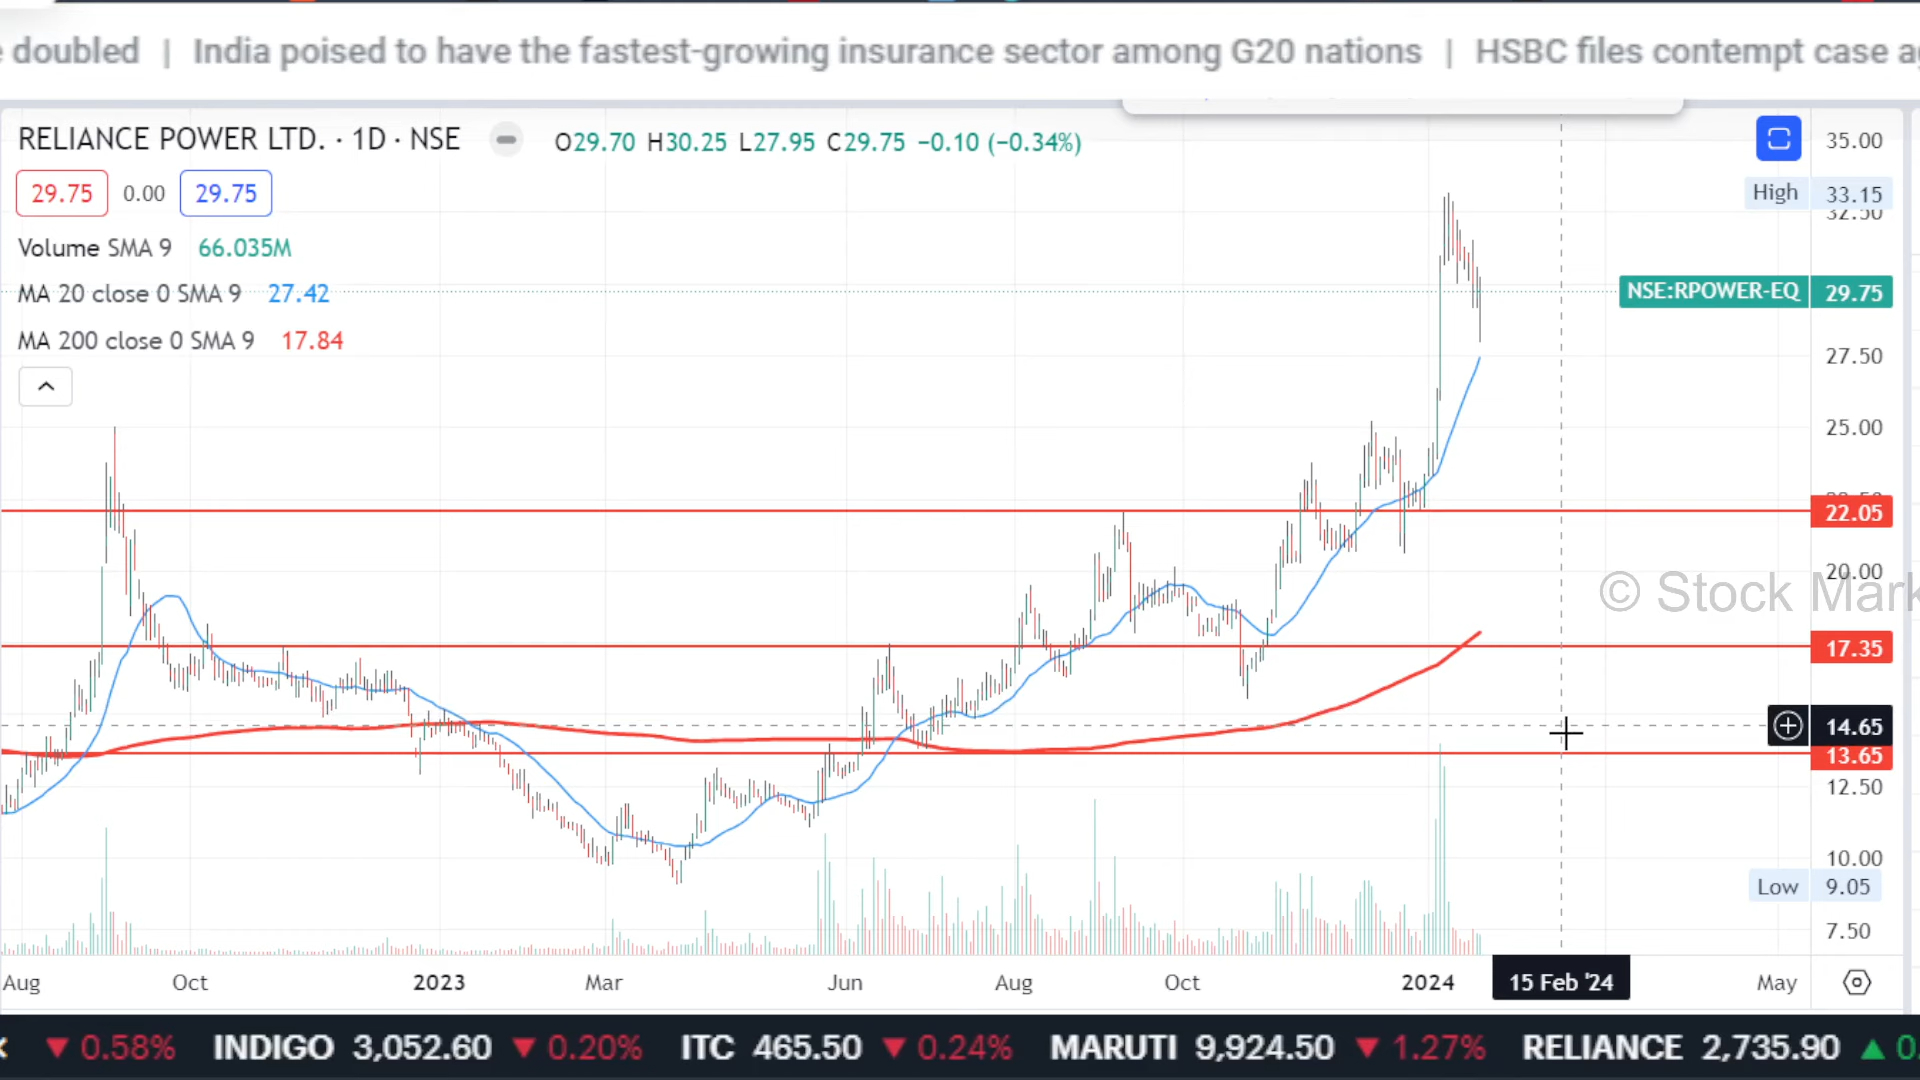 doubled | India poised to have the fastest-growing insurance sector among G20 nations | HSBC files contempt case
RELIANCE POWER LTD. · 1D · NSE O29.70 H30.25 L27.95 C29.75 −0.10 (−0.34%)
29.75 0.00 29.75
Volume SMA 9 66.035M
MA 20 close 0 SMA 9 27.42
MA 200 close 0 SMA 9 17.84
35.00
High 33.15
32.50
NSE:RPOWER-EQ 29.75
27.50
25.00
22.05
20.00
© Stock Mark
17.35
14.65
13.65
12.50
10.00
Low 9.05
7.50
Aug Oct 2023 Mar Jun Aug Oct 2024 15 Feb '24 May
▼ 0.58% INDIGO 3,052.60 ▼ 0.20% ITC 465.50 ▼ 0.24% MARUTI 9,924.50 ▼ 1.27% RELIANCE 2,735.90 ▲ 0